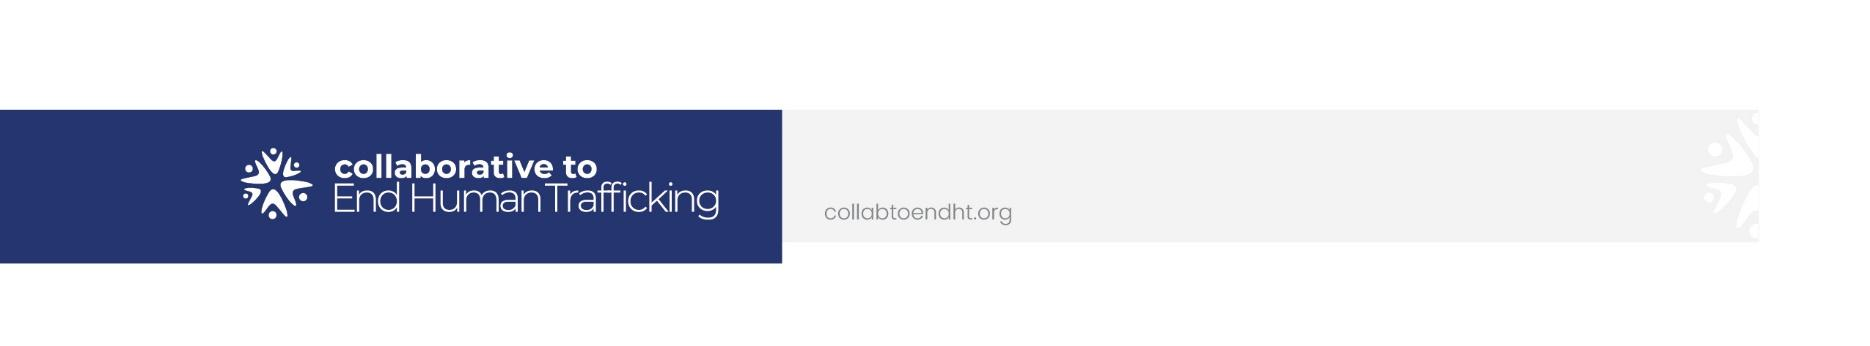 collaborative to
End Human Trafficking
collabtoendht.org